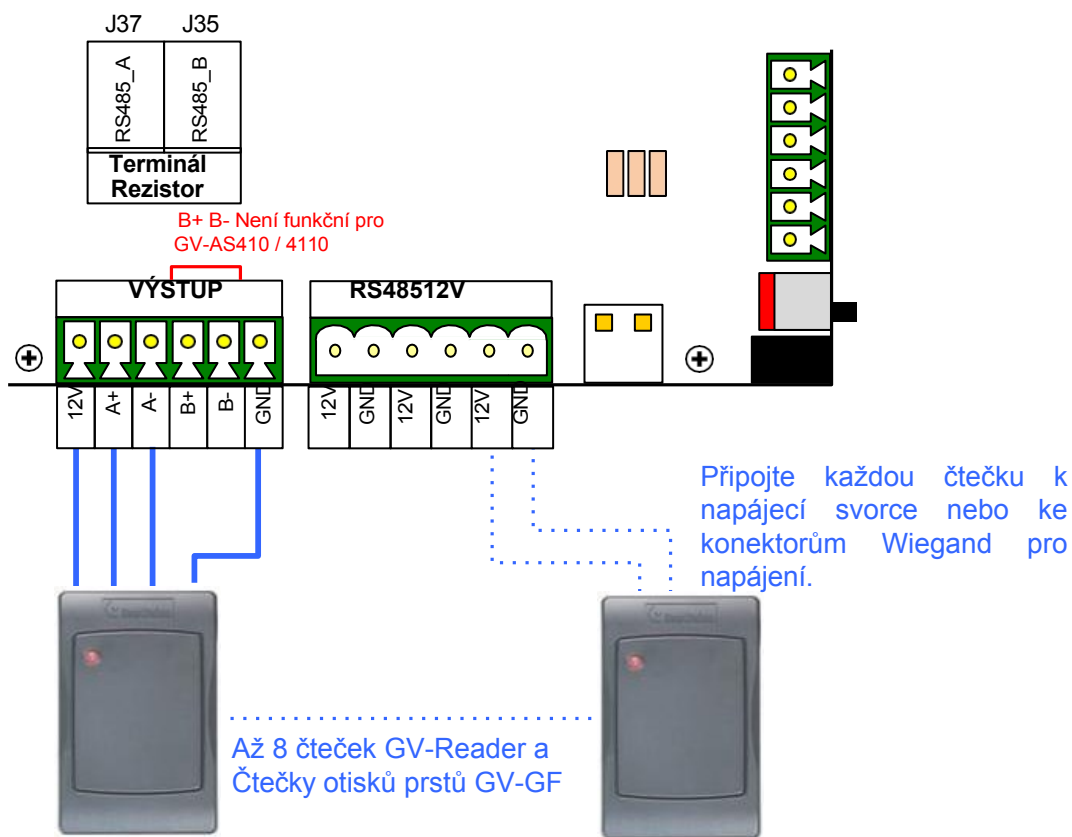 J37 J35
RS485_A RS485_B
Terminál
Rezistor
B+ B- Není funkční pro
GV-AS410 / 4110
VÝSTUP RS48512V
12V A+ A- B+ B- GND 12V GND 12V GND 12V GND
Připojte každou čtečku k
napájecí svorce nebo ke
konektorům Wiegand pro
napájení.
Až 8 čteček GV-Reader a
Čtečky otisků prstů GV-GF